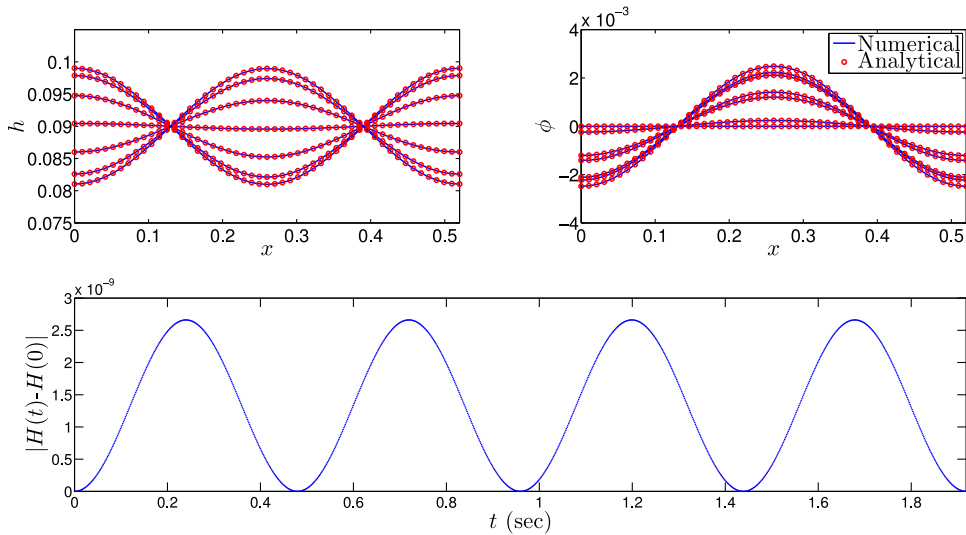 0.1
0.095
0.09
0.085
0.08
0.075
h
0 0.1 0.2 0.3 0.4 0.5
x
x 10⁻³
4
2
0
−2
−4
ϕ
0 0.1 0.2 0.3 0.4 0.5
x
Numerical
Analytical
x 10⁻⁹
3
2.5
2
1.5
1
0.5
0
|H(t)-H(0)|
0 0.2 0.4 0.6 0.8 1 1.2 1.4 1.6 1.8
t (sec)